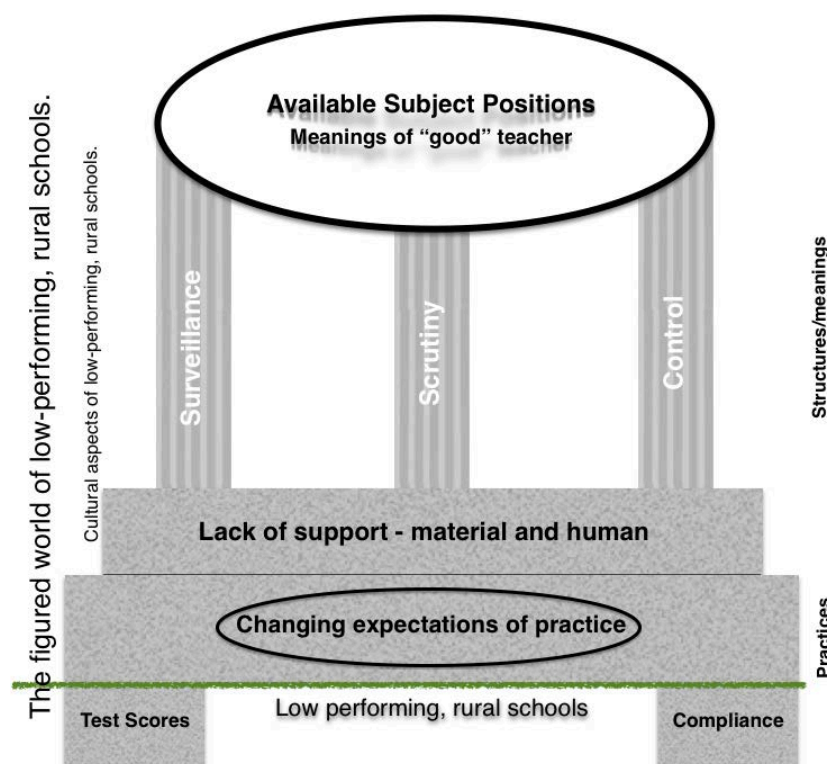 The figured world of low-performing, rural schools.
Cultural aspects of low-performing, rural schools.
Available Subject Positions
Meanings of “good” teacher
Surveillance
Scrutiny
Control
Structures/meanings
Lack of support - material and human
Changing expectations of practice
Practices
Test Scores
Low performing, rural schools
Compliance